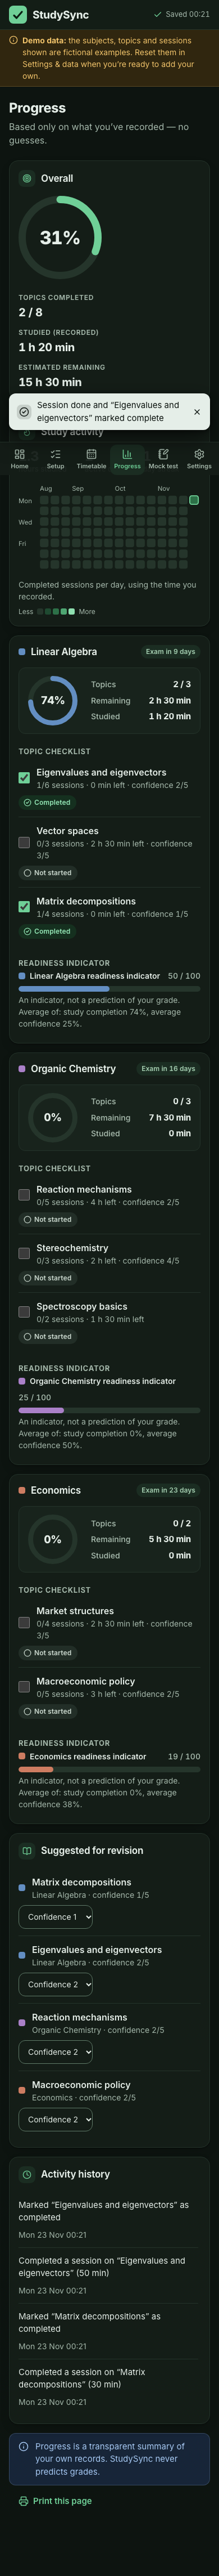 StudySync
Saved 00:21
Demo data: the subjects, topics and sessions
shown are fictional examples. Reset them in
Settings & data when you're ready to add your
own.
Progress
Based only on what you've recorded — no
guesses.
Overall
31%
TOPICS COMPLETED
2 / 8
STUDIED (RECORDED)
1 h 20 min
ESTIMATED REMAINING
15 h 30 min
Session done and “Eigenvalues and
eigenvectors” marked complete
Study activity
Home
Setup
Timetable
Progress
Mock test
Settings
Aug Sep Oct Nov
Mon
Wed
Fri
Completed sessions per day, using the time you
recorded.
Less More
Linear Algebra
Exam in 9 days
74%
Topics 2 / 3
Remaining 2 h 30 min
Studied 1 h 20 min
TOPIC CHECKLIST
Eigenvalues and eigenvectors
1/6 sessions · 0 min left · confidence 2/5
Completed
Vector spaces
0/3 sessions · 2 h 30 min left · confidence
3/5
Not started
Matrix decompositions
1/4 sessions · 0 min left · confidence 1/5
Completed
READINESS INDICATOR
Linear Algebra readiness indicator 50 / 100
An indicator, not a prediction of your grade.
Average of: study completion 74%, average
confidence 25%.
Organic Chemistry
Exam in 16 days
0%
Topics 0 / 3
Remaining 7 h 30 min
Studied 0 min
TOPIC CHECKLIST
Reaction mechanisms
0/5 sessions · 4 h left · confidence 2/5
Not started
Stereochemistry
0/3 sessions · 2 h left · confidence 4/5
Not started
Spectroscopy basics
0/2 sessions · 1 h 30 min left
Not started
READINESS INDICATOR
Organic Chemistry readiness indicator
25 / 100
An indicator, not a prediction of your grade.
Average of: study completion 0%, average
confidence 50%.
Economics
Exam in 23 days
0%
Topics 0 / 2
Remaining 5 h 30 min
Studied 0 min
TOPIC CHECKLIST
Market structures
0/4 sessions · 2 h 30 min left · confidence
3/5
Not started
Macroeconomic policy
0/5 sessions · 3 h left · confidence 2/5
Not started
READINESS INDICATOR
Economics readiness indicator 19 / 100
An indicator, not a prediction of your grade.
Average of: study completion 0%, average
confidence 38%.
Suggested for revision
Matrix decompositions
Linear Algebra · confidence 1/5
Confidence 1
Eigenvalues and eigenvectors
Linear Algebra · confidence 2/5
Confidence 2
Reaction mechanisms
Organic Chemistry · confidence 2/5
Confidence 2
Macroeconomic policy
Economics · confidence 2/5
Confidence 2
Activity history
Marked “Eigenvalues and eigenvectors” as
completed
Mon 23 Nov 00:21
Completed a session on “Eigenvalues and
eigenvectors” (50 min)
Mon 23 Nov 00:21
Marked “Matrix decompositions” as
completed
Mon 23 Nov 00:21
Completed a session on “Matrix
decompositions” (30 min)
Mon 23 Nov 00:21
Progress is a transparent summary of
your own records. StudySync never
predicts grades.
Print this page